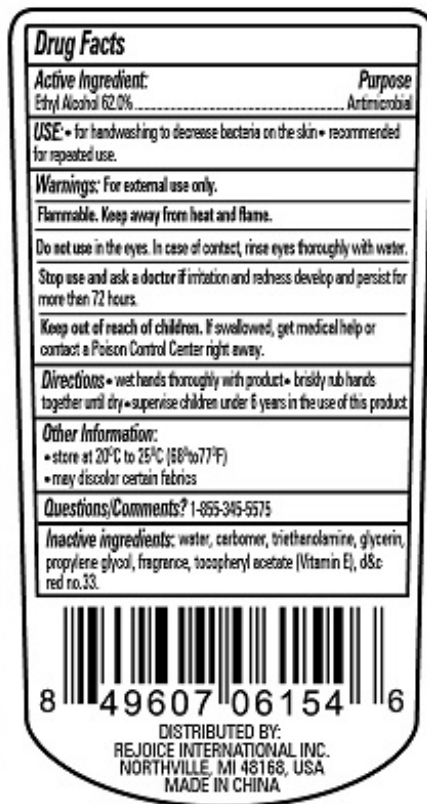 Drug Facts
Active Ingredient: Purpose
Ethyl Alcohol 62.0%........................................Antimicrobial
USE: • for handwashing to decrease bacteria on the skin • recommended
for repeated use.
Warnings: For external use only.
Flammable. Keep away from heat and flame.
Do not use in the eyes. In case of contact, rinse eyes thoroughly with water.
Stop use and ask a doctor if irritation and redness develop and persist for
more than 72 hours.
Keep out of reach of children. If swallowed, get medical help or
contact a Poison Control Center right away.
Directions • wet hands thoroughly with product • briskly rub hands
together until dry • supervise children under 6 years in the use of this product
Other Information:
• store at 20⁰C to 25⁰C (68⁰to77⁰F)
• may discolor certain fabrics
Questions/Comments? 1-855-345-5575
Inactive ingredients: water, carbomer, triethanolamine, glycerin,
propylene glycol, fragrance, tocopheryl acetate (Vitamin E), d&c
red no.33.
8 49607 06154 6
DISTRIBUTED BY:
REJOICE INTERNATIONAL INC.
NORTHVILLE, MI 48168, USA
MADE IN CHINA